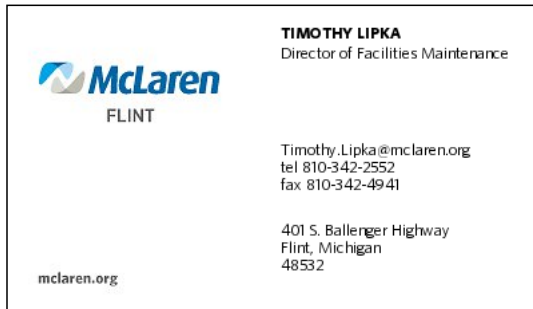 McLaren
FLINT
mclaren.org
TIMOTHY LIPKA
Director of Facilities Maintenance
Timothy.Lipka@mclaren.org
tel 810-342-2552
fax 810-342-4941
401 S. Ballenger Highway
Flint, Michigan
48532